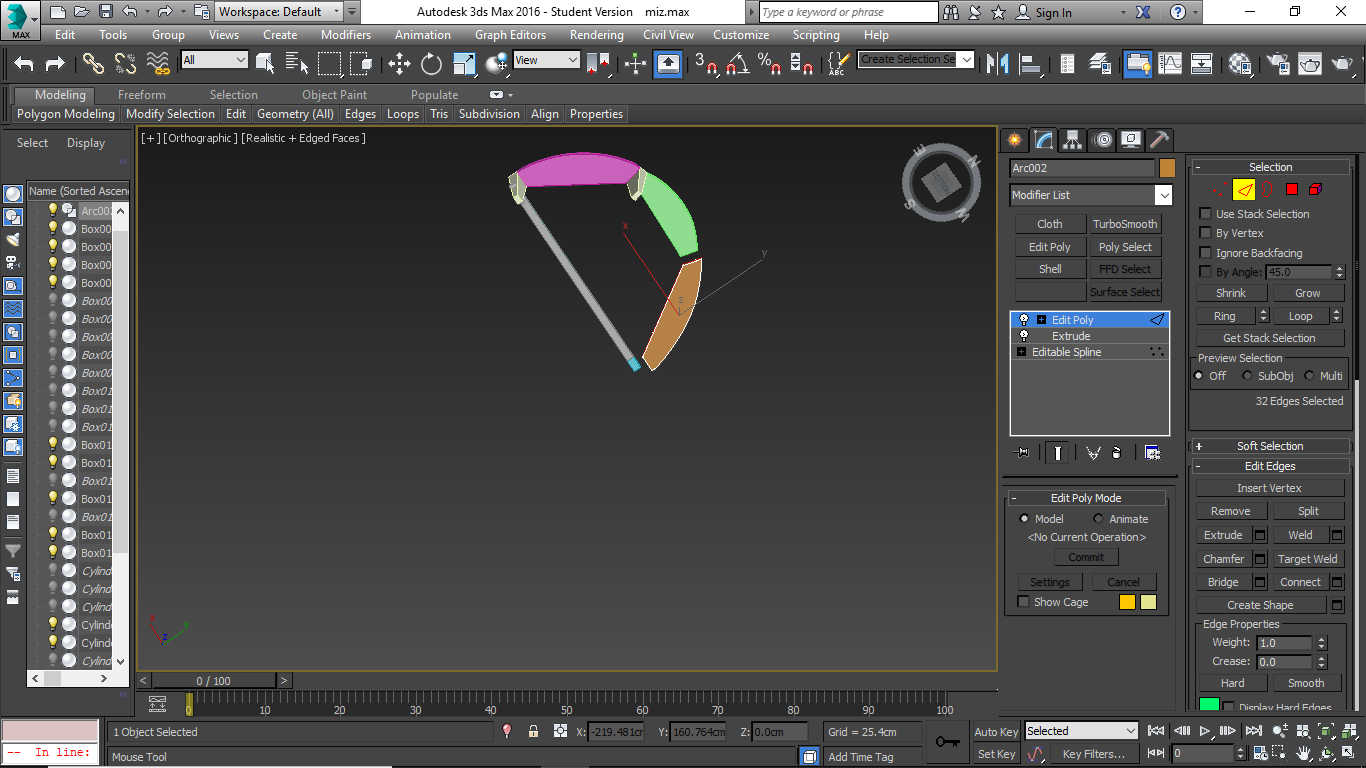 Workspace: Default
Autodesk 3ds Max 2016 - Student Version miz.max
Type a keyword or phrase
Sign In
MAX
Edit Tools Group Views Create Modifiers Animation Graph Editors Rendering Civil View Customize Scripting Help
All
View
3
Create Selection Se
ABC
Modeling Freeform Selection Object Paint Populate
Polygon Modeling Modify Selection Edit Geometry (All) Edges Loops Tris Subdivision Align Properties
Select Display
Name (Sorted Ascen
Arc002
Box00
Box00
Box00
Box00
Box00
Box00
Box00
Box00
Box00
Box01
Box01
Box01
Box01
Box01
Box01
Box01
Box01
Box01
Box01
Cylind
Cylind
Cylind
Cylinde
Cylinde
Cylind
[+] [Orthographic] [Realistic + Edged Faces]
E
N
S
W
x
y
z
x
y
z
Arc002
Modifier List
Cloth TurboSmooth
Edit Poly Poly Select
Shell FFD Select
Surface Select
Edit Poly
Extrude
Editable Spline
Edit Poly Mode
Model Animate
<No Current Operation>
Commit
Settings Cancel
Show Cage
Selection
Use Stack Selection
By Vertex
Ignore Backfacing
By Angle: 45.0
Shrink Grow
Ring Loop
Get Stack Selection
Preview Selection
Off SubObj Multi
32 Edges Selected
Soft Selection
Edit Edges
Insert Vertex
Remove Split
Extrude Weld
Chamfer Target Weld
Bridge Connect
Create Shape
Edge Properties
Weight: 1.0
Crease: 0.0
Hard Smooth
Display Hard Edges
< 0 / 100 >
0 10 20 30 40 50 60 70 80 90 100
1 Object Selected
X: -219.481cm Y: 160.764cm Z: 0.0cm
Grid = 25.4cm
Auto Key Selected
-- In line:
Mouse Tool
Add Time Tag
Set Key Key Filters...
0